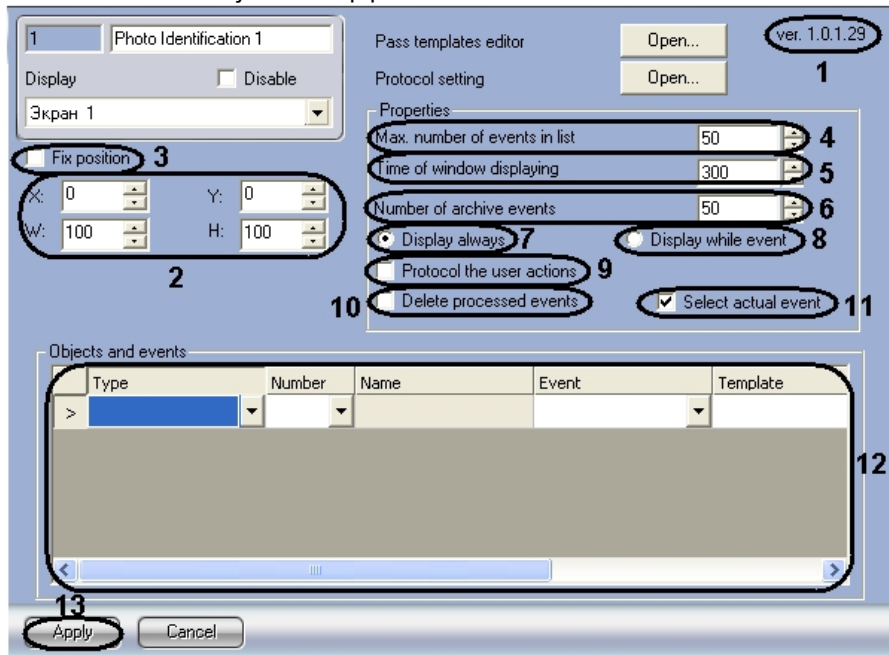 1 Photo Identification 1 Pass templates editor Open... ver. 1.0.1.29
1
Display Disable Protocol setting Open...
Экран 1 Properties
Max. number of events in list 50 4
Fix position 3 Time of window displaying 300 5
X: 0 Y: 0 Number of archive events 50 6
W: 100 H: 100 Display always 7 Display while event 8
2 Protocol the user actions 9
10 Delete processed events Select actual event 11
Objects and events
Type Number Name Event Template
>
12
13
Apply Cancel